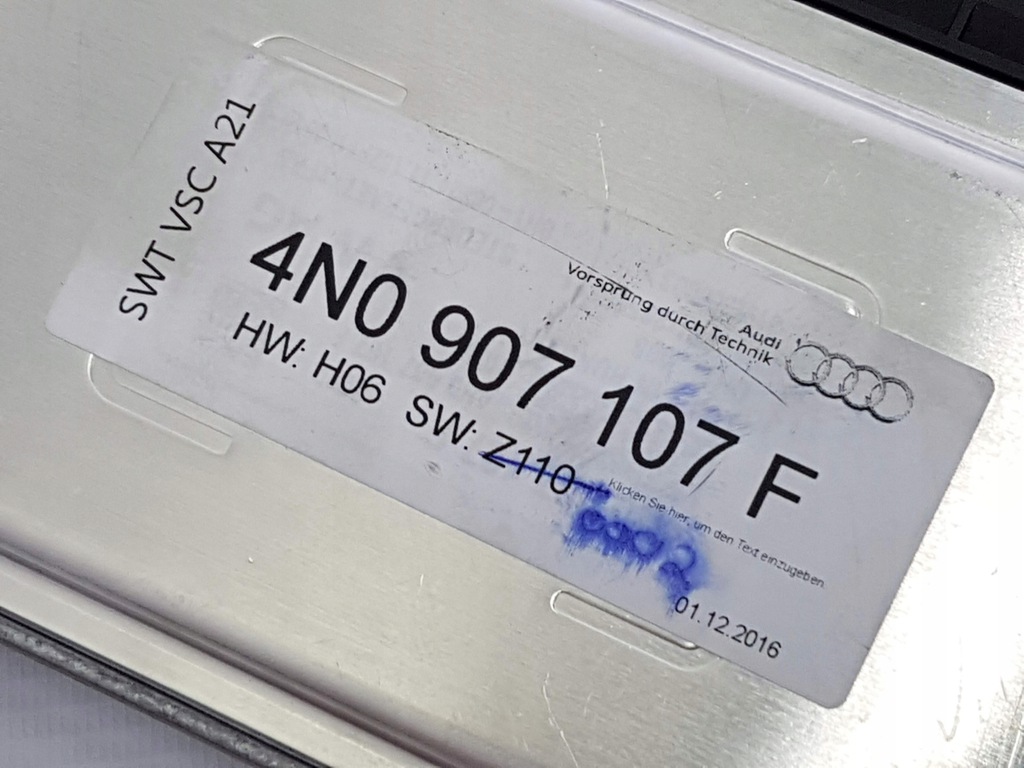 SWT VSC A21
Audi
Vorsprung durch Technik
4N0 907 107 F
HW: H06 SW: Z110
Klicken Sie hier, um den Text einzugeben.
0002
01.12.2016